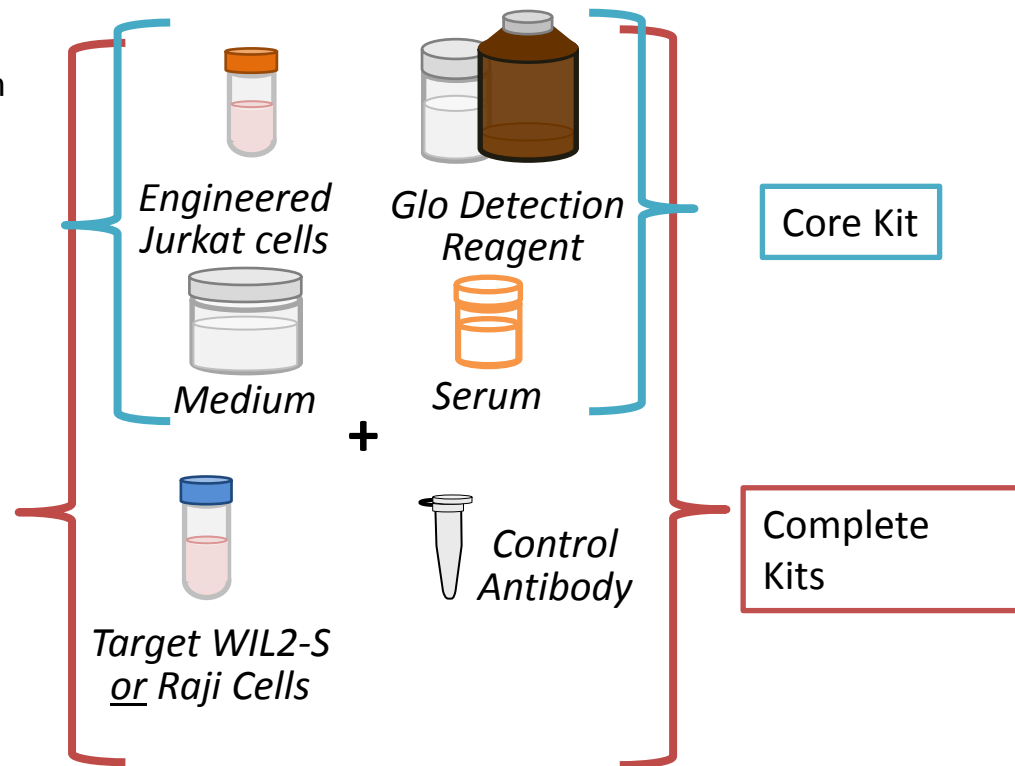 n
Engineered
Jurkat cells
Glo Detection
Reagent
Core Kit
Medium
Serum
+
Target WIL2-S
or Raji Cells
Control
Antibody
Complete
Kits